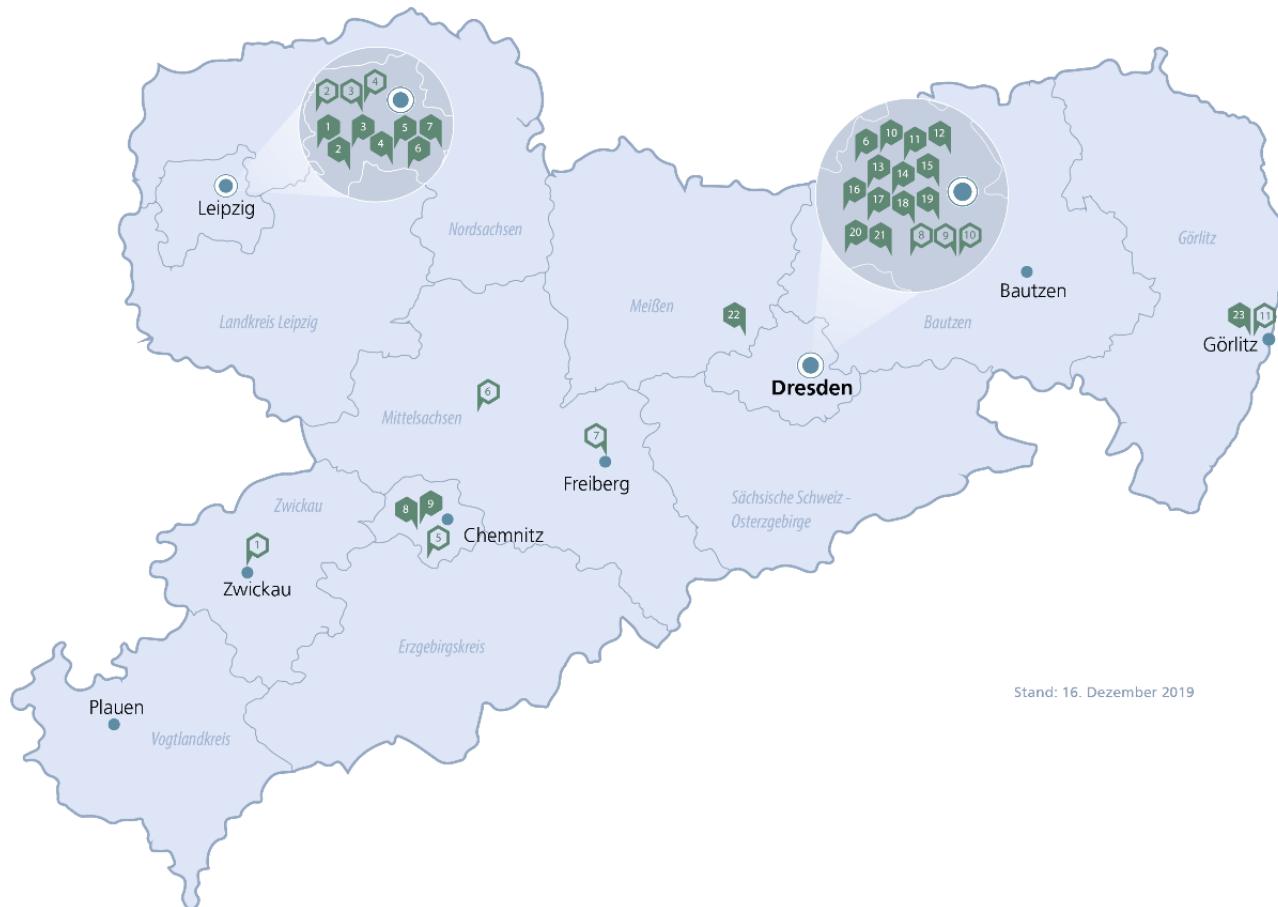 4
2 3
1 3 5 7
2 4 6
Leipzig
Nordsachsen
Landkreis Leipzig
6 10 11 12
13 14 15
16 17 18 19
20 21 8 9 10
Görlitz
Bautzen
Meißen
22
Bautzen
23 11
Görlitz
Dresden
6
Mittelsachsen
7
Freiberg
Sächsische Schweiz -
Osterzgebirge
Zwickau
8 9
5
Chemnitz
1
Zwickau
Erzgebirgskreis
Stand: 16. Dezember 2019
Plauen
Vogtlandkreis